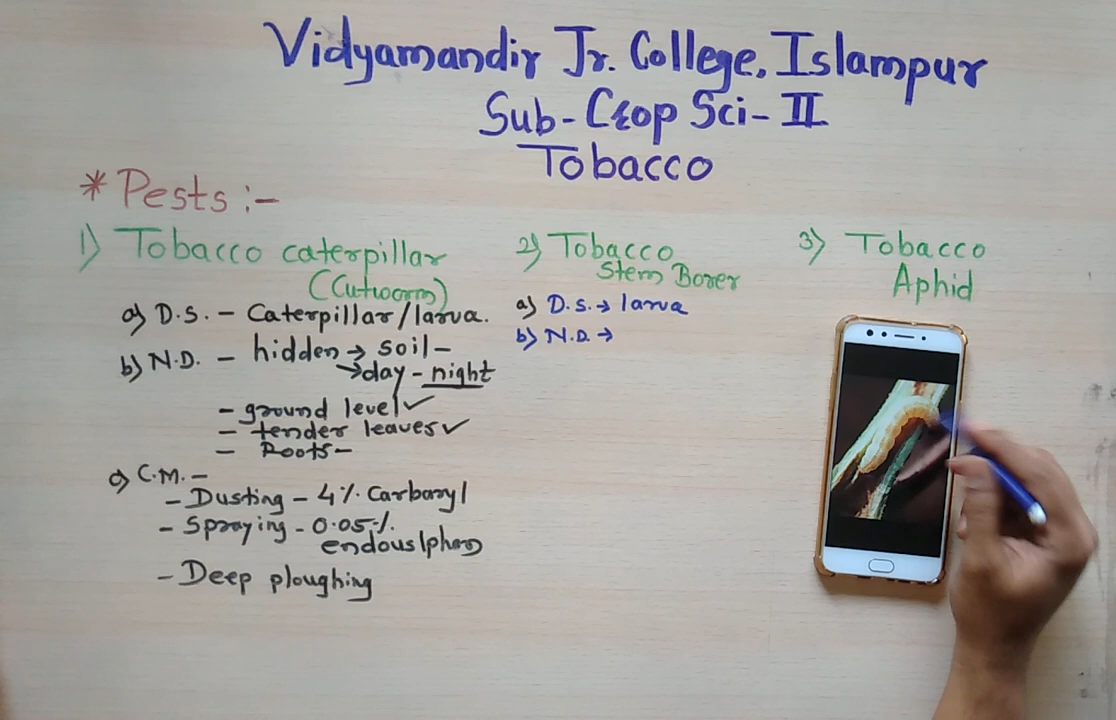 Vidyamandir Jr. College, Islampur
Sub-Crop Sci-II
Tobacco
* Pests :-
1) Tobacco caterpillar
(Cutworm)
a) D.S. - Caterpillar/larva.
b) N.D. - hidden → soil -
→ day - night
- ground level ✓
- tender leaves ✓
- Roots -
c) C.M. -
- Dusting - 4%. Carbaryl
- Spraying - 0.05%.
endouslphan
- Deep ploughing
2) Tobacco
Stem Borer
a) D.S. → larva
b) N.D. →
3) Tobacco
Aphid